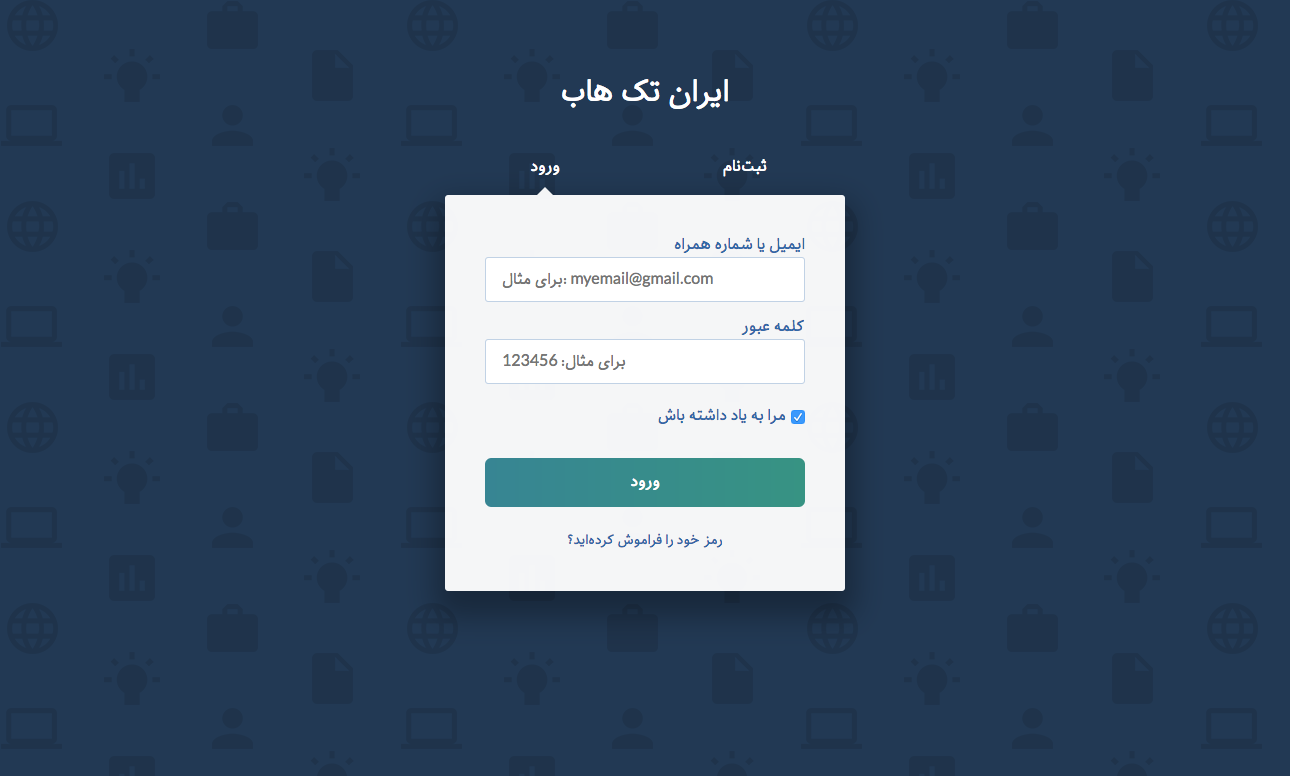 ایران تک هاب
ثبت‌نام
ورود
ایمیل یا شماره همراه
برای مثال: myemail@gmail.com
کلمه عبور
برای مثال: 123456
مرا به یاد داشته باش
ورود
رمز خود را فراموش کرده‌اید؟